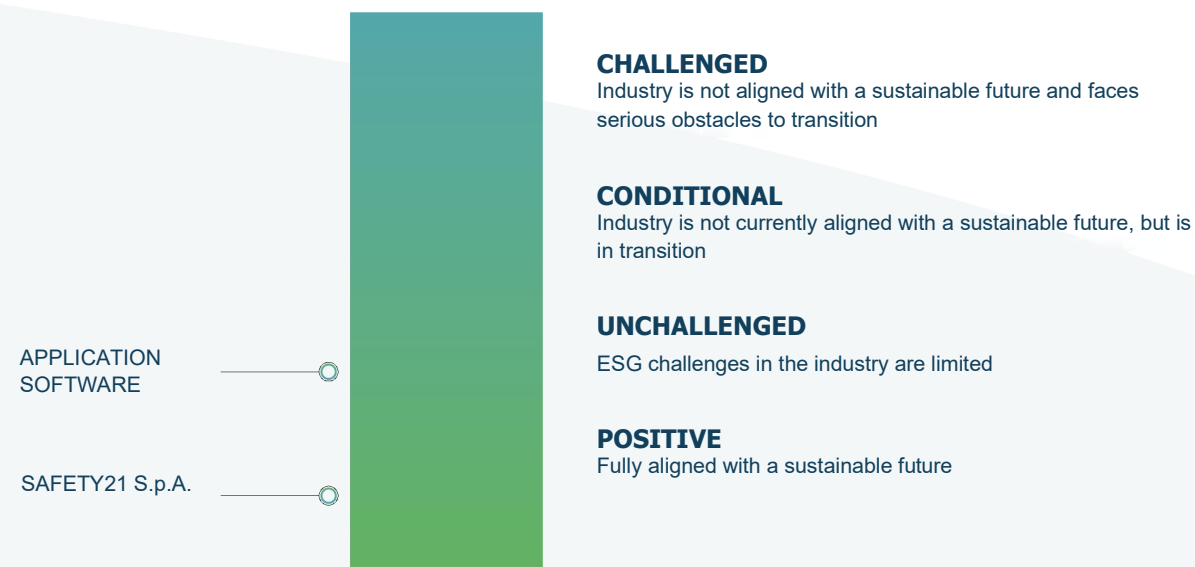 CHALLENGED
Industry is not aligned with a sustainable future and faces
serious obstacles to transition
CONDITIONAL
Industry is not currently aligned with a sustainable future, but is
in transition
UNCHALLENGED
ESG challenges in the industry are limited
APPLICATION
SOFTWARE
POSITIVE
Fully aligned with a sustainable future
SAFETY21 S.p.A.